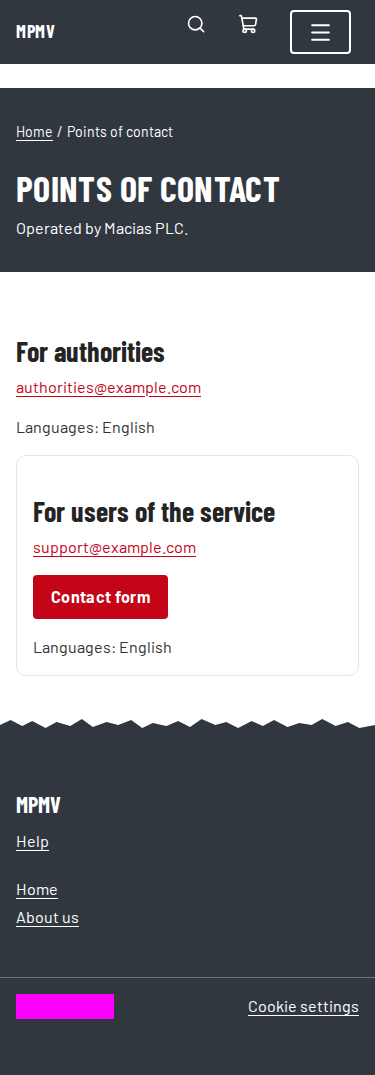 MPMV
Home / Points of contact
POINTS OF CONTACT
Operated by Macias PLC.
For authorities
authorities@example.com
Languages: English
For users of the service
support@example.com
Contact form
Languages: English
MPMV
Help
Home
About us
Cookie settings